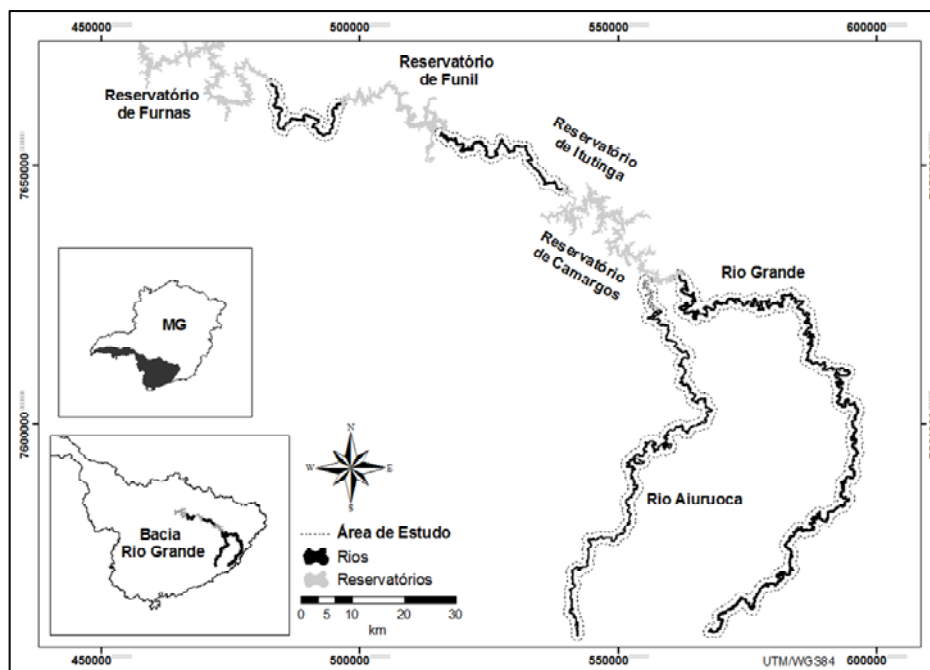 450000
500000
550000
600000
Reservatório
de Furnas
Reservatório
de Funil
Reservatório
de Itutinga
7650000
Reservatório
de Camargos
Rio Grande
MG
7600000
Rio Aiuruoca
Bacia
Rio Grande
N
W
E
S
Área de Estudo
Rios
Reservatórios
0 5 10 20 30
km
450000
500000
550000
600000
UTM/WGS84